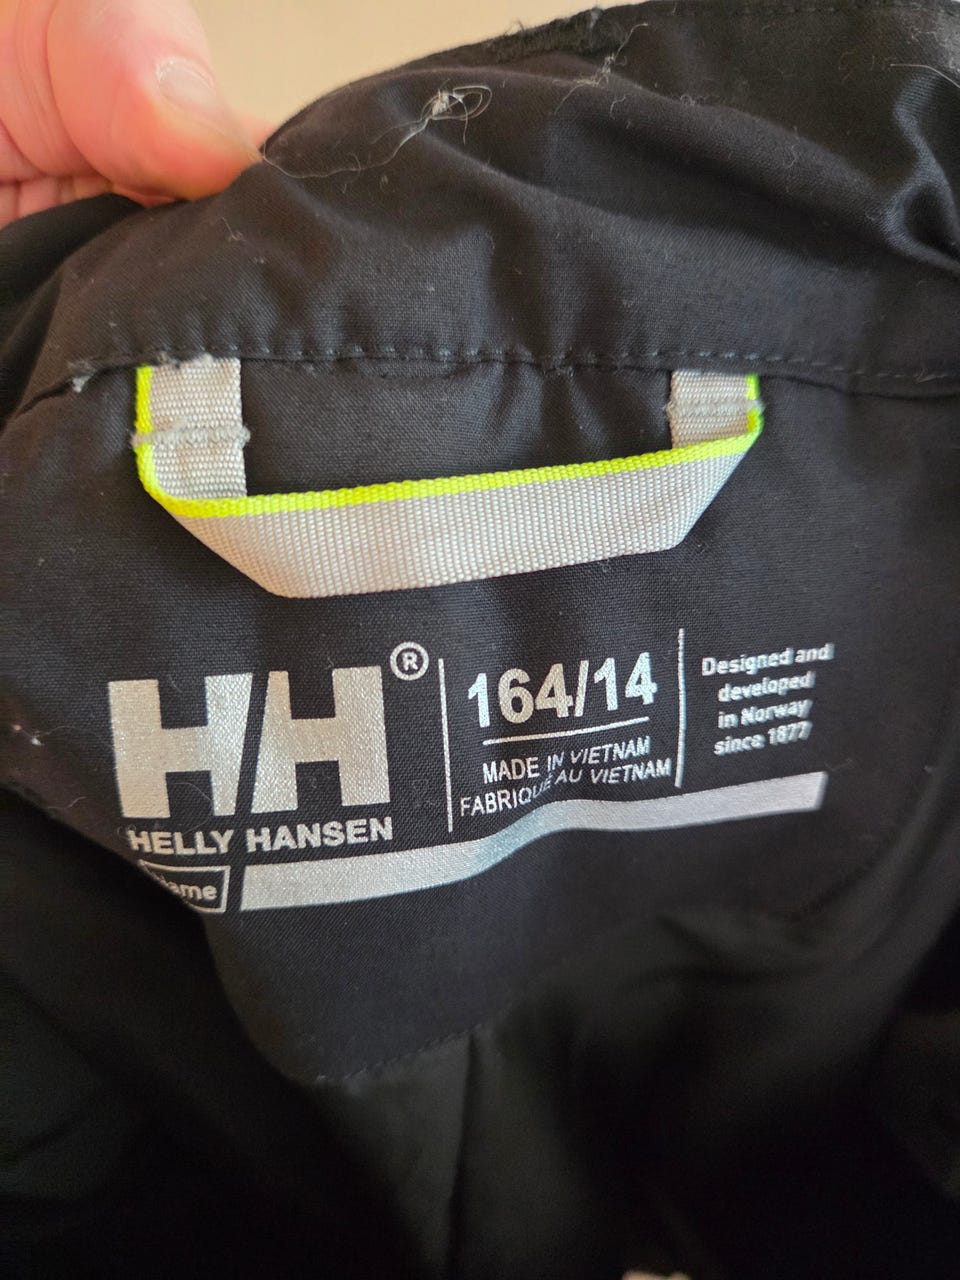 HH®
HELLY HANSEN
164/14
MADE IN VIETNAM
FABRIQUÉ AU VIETNAM
Designed and
developed
in Norway
since 1877